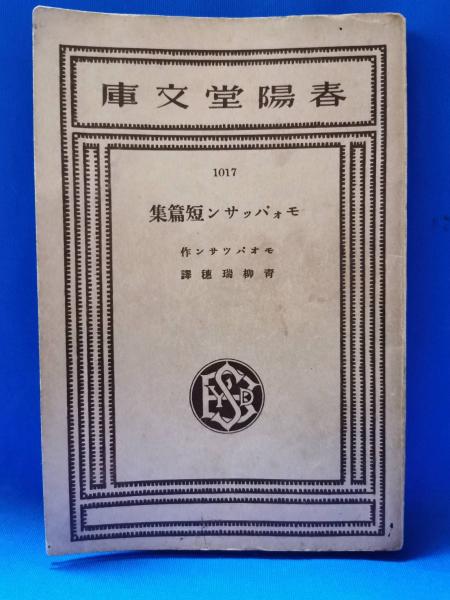 春陽堂文庫
1017
モォパッサン短篇集
モオパツサン作
青柳瑞穂譯